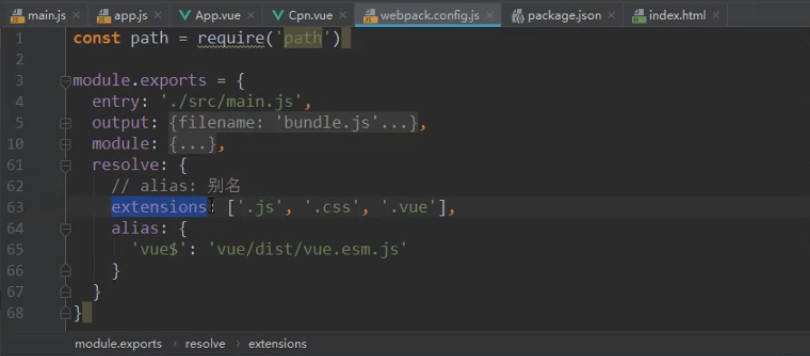 main.js app.js App.vue Cpn.vue webpack.config.js package.json index.html
1 const path = require('path')
2
3 module.exports = {
4 entry: './src/main.js',
5 output: {filename: 'bundle.js'...},
10 module: {...},
61 resolve: {
62 // alias: 别名
63 extensions: ['.js', '.css', '.vue'],
64 alias: {
65 'vue$': 'vue/dist/vue.esm.js'
66 }
67 }
68 }
module.exports › resolve › extensions